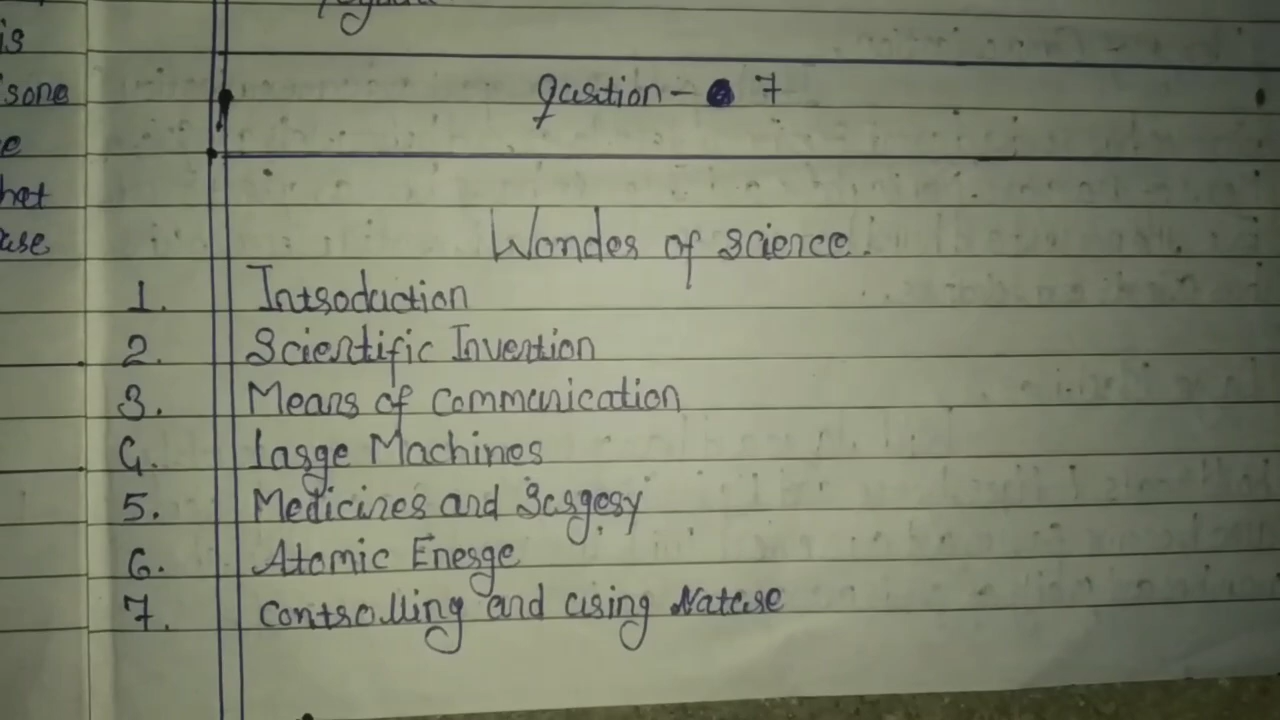 is
Qustion - 7
Wonder of science.
1. Introduction
2. Scientific Invention
3. Means of communication
4. large Machines
5. Medicines and Surgery
6. Atomic Energe
7. Controlling and using Nature